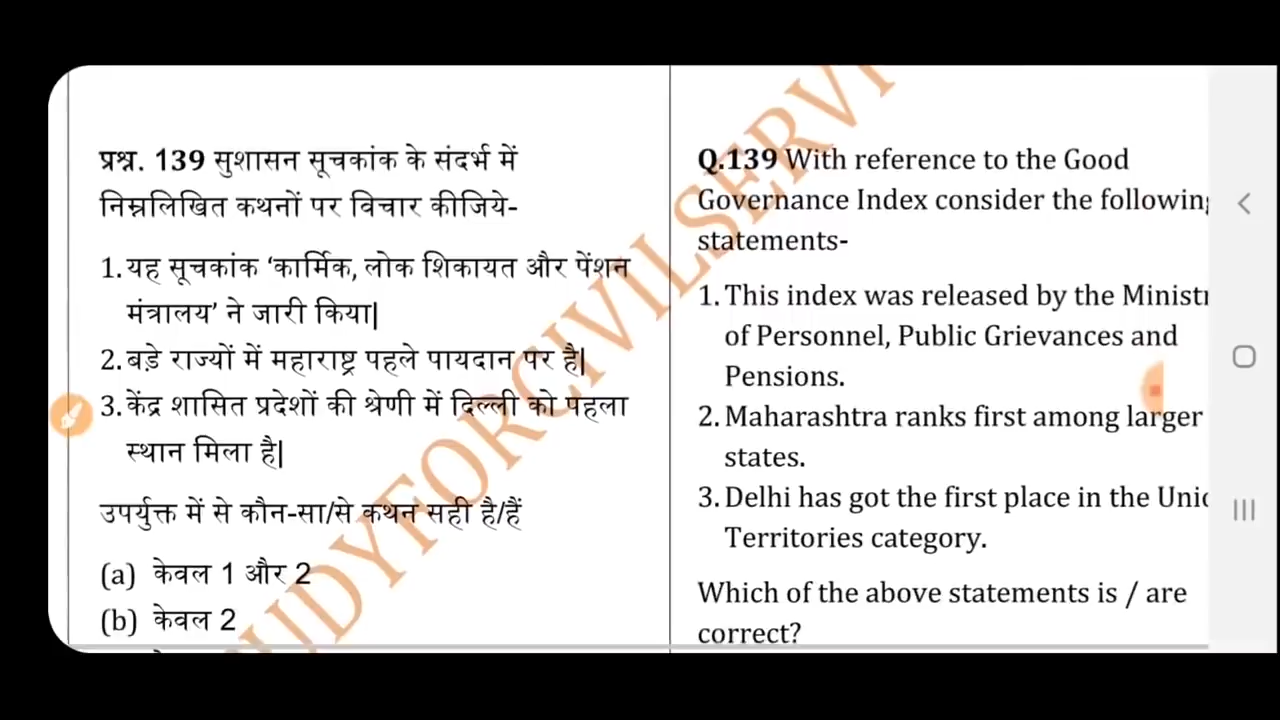 प्रश्न. 139 सुशासन सूचकांक के संदर्भ में
निम्नलिखित कथनों पर विचार कीजिये-
1. यह सूचकांक ‘कार्मिक, लोक शिकायत और पेंशन
मंत्रालय’ ने जारी किया|
2. बड़े राज्यों में महाराष्ट्र पहले पायदान पर है|
3. केंद्र शासित प्रदेशों की श्रेणी में दिल्ली को पहला
स्थान मिला है|
उपर्युक्त में से कौन-सा/से कथन सही है/हैं
(a) केवल 1 और 2
(b) केवल 2
Q.139 With reference to the Good
Governance Index consider the following
statements-
1. This index was released by the Ministr
of Personnel, Public Grievances and
Pensions.
2. Maharashtra ranks first among larger
states.
3. Delhi has got the first place in the Unio
Territories category.
Which of the above statements is / are
correct?
UDYFORCIVILSERV